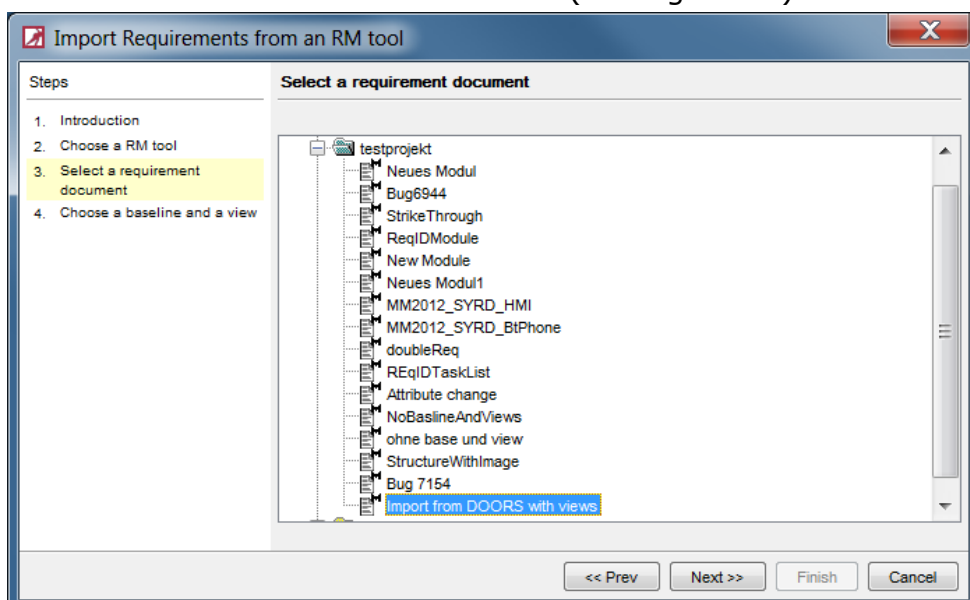 Import Requirements from an RM tool
X
Steps
Select a requirement document
1. Introduction
2. Choose a RM tool
3. Select a requirement
document
4. Choose a baseline and a view
testprojekt
Neues Modul
Bug6944
StrikeThrough
ReqIDModule
New Module
Neues Modul1
MM2012_SYRD_HMI
MM2012_SYRD_BtPhone
doubleReq
REqIDTaskList
Attribute change
NoBaslineAndViews
ohne base und view
StructureWithImage
Bug 7154
Import from DOORS with views
<< Prev
Next >>
Finish
Cancel